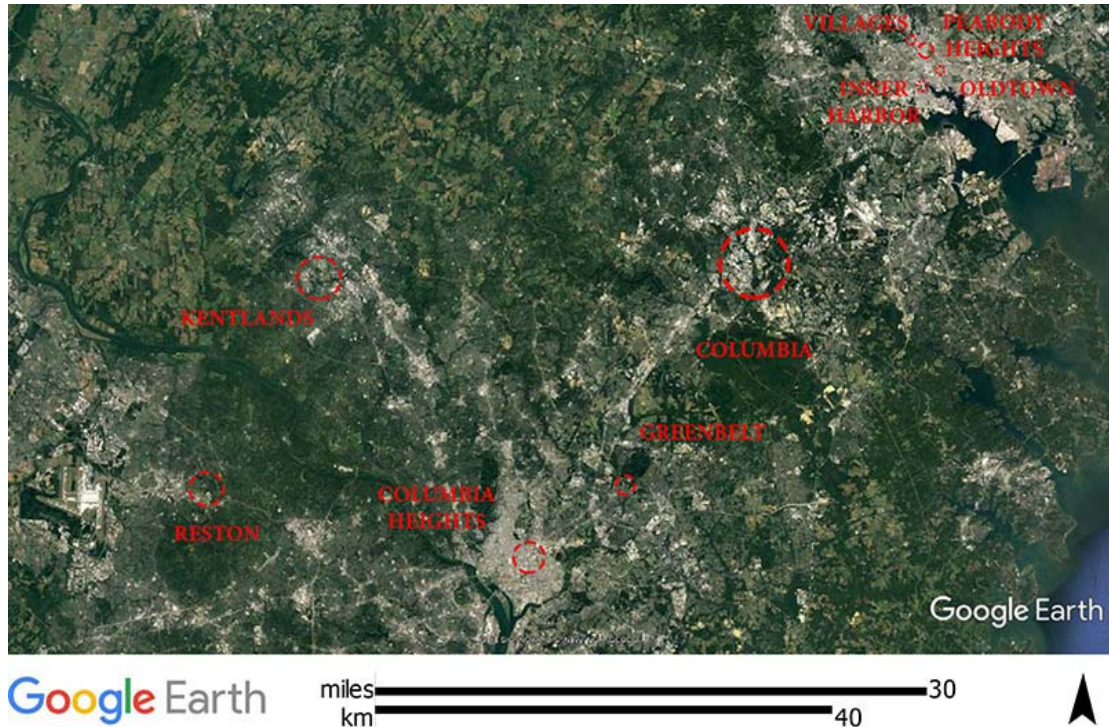 VILLAGES
PEABODY
HEIGHTS
INNER
HARBOR
OLDTOWN
KENTLANDS
COLUMBIA
GREENBELT
COLUMBIA
HEIGHTS
RESTON
Google Earth
Google Earth
miles 30
km 40